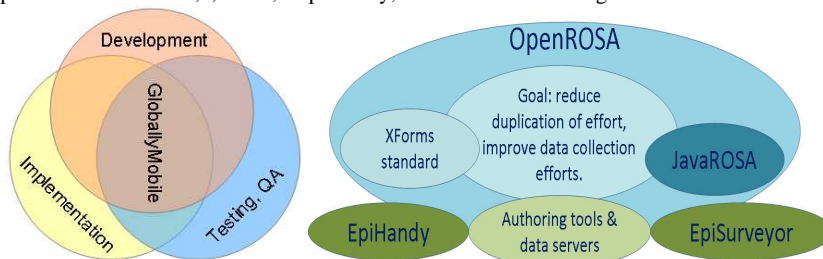 Development
GloballyMobile
Implementation
Testing, QA
OpenROSA
Goal: reduce
duplication of effort,
improve data collection
efforts.
XForms
standard
JavaROSA
EpiHandy
Authoring tools &
data servers
EpiSurveyor